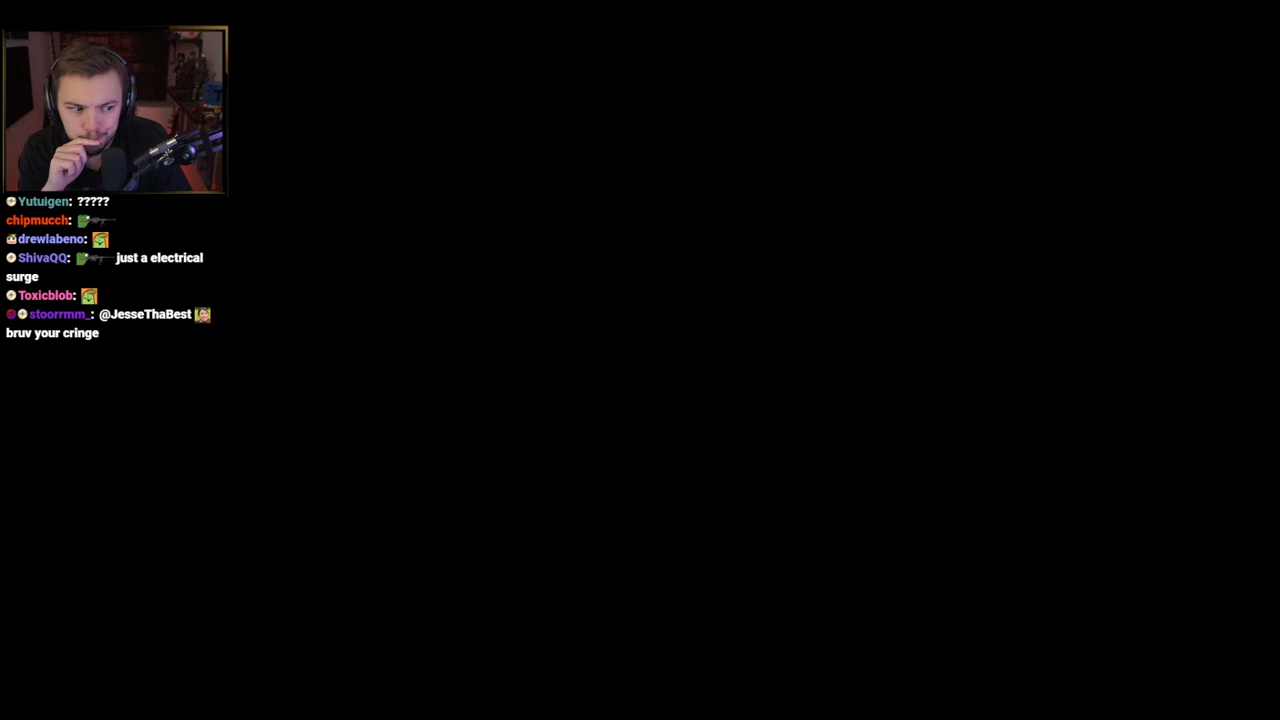 Yutuigen: ?????
chipmucch:
drewlabeno:
ShivaQQ: just a electrical
surge
Toxicblob:
stoorrmm_: @JesseThaBest
bruv your cringe